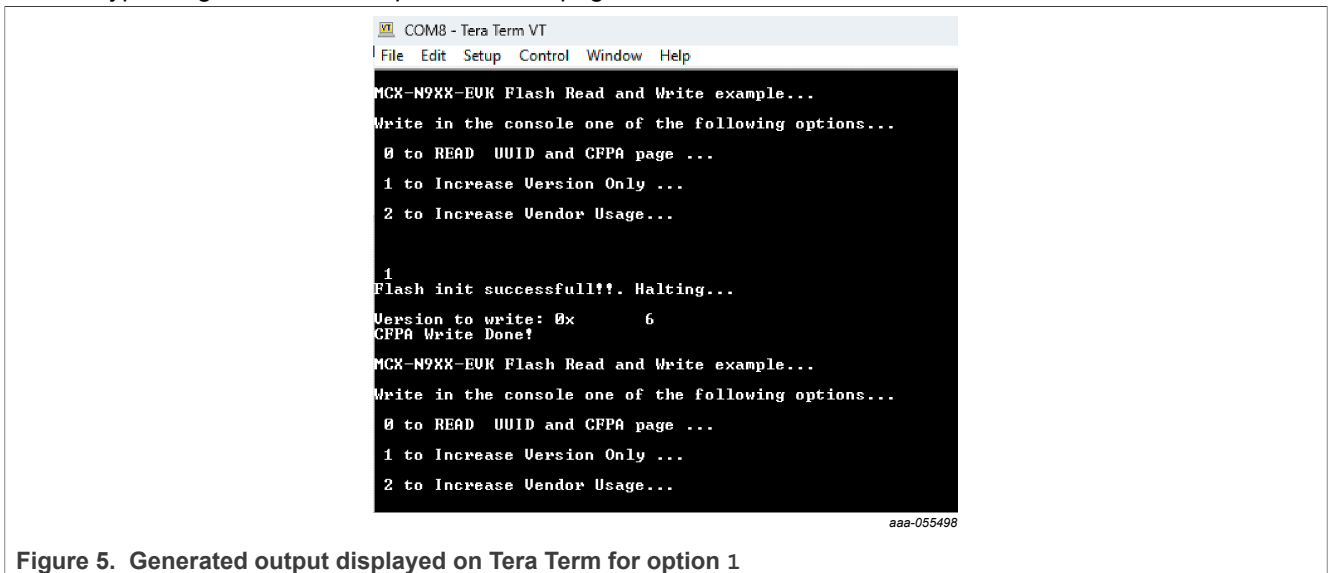 COM8 - Tera Term VT
File Edit Setup Control Window Help
MCX-N9XX-EVK Flash Read and Write example...
Write in the console one of the following options...
0 to READ  UUID and CFPA page ...
1 to Increase Version Only ...
2 to Increase Vendor Usage...
1
Flash init successfull!!. Halting...
Version to write: 0x       6
CFPA Write Done!
MCX-N9XX-EVK Flash Read and Write example...
Write in the console one of the following options...
0 to READ  UUID and CFPA page ...
1 to Increase Version Only ...
2 to Increase Vendor Usage...
aaa-055498
Figure 5. Generated output displayed on Tera Term for option 1